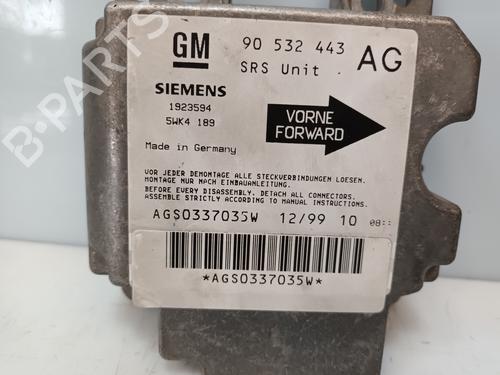 GM 90 532 443 AG
SRS Unit
SIEMENS
1923594
5WK4 189
VORNE
FORWARD
Made in Germany
VOR JEDER DEMONTAGE ALLE STECKVERBINDUNGEN LOESEN.
MONTAGE NUR NACH EINBAUANLEITUNG.
BEFORE EVERY DISASSEMBLY, DETACH ALL CONNECTORS.
ASSEMBLE STRICTLY ACCORDING TO MANUAL INSTRUCTIONS.
AGS0337035W 12/99 10 08::
*AGS0337035W*